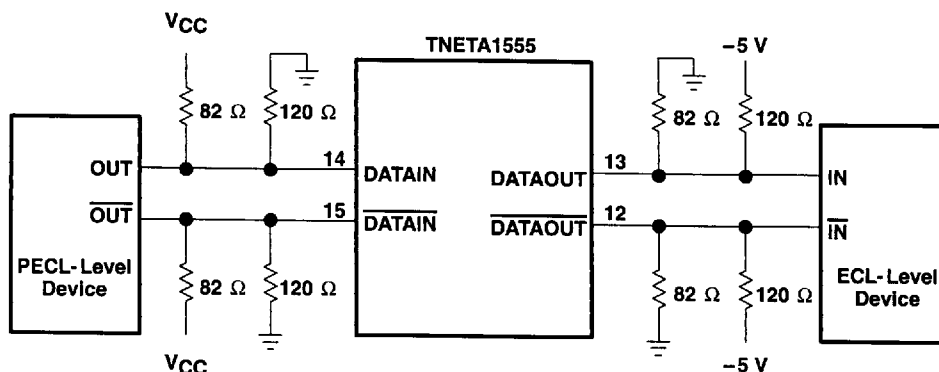 VCC
TNETA1555
–5 V
82 Ω
120 Ω
82 Ω
120 Ω
OUT
14
DATAIN
DATAOUT
13
IN
OUT
15
DATAIN
DATAOUT
12
IN
PECL-Level
Device
82 Ω
120 Ω
82 Ω
120 Ω
ECL-Level
Device
VCC
–5 V